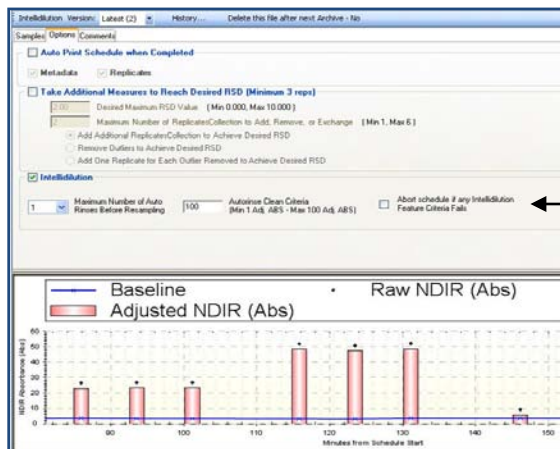 Intellidilution Version: Latest (2) History... Delete this file after next Archive - No
Samples Options Comments
Auto Print Schedule when Completed
Metadata Replicates
Take Additional Measures to Reach Desired RSD (Minimum 3 reps)
2.00 Desired Maximum RSD Value (Min 0.000, Max 10.000)
Maximum Number of ReplicatesCollection to Add, Remove, or Exchange (Min 1, Max 6)
Add Additional ReplicatesCollection to Achieve Desired RSD
Remove Outliers to Achieve Desired RSD
Add One Replicate for Each Outlier Removed to Achieve Desired RSD
Intellidilution
1 Maximum Number of Auto Rinses Before Resampling
100 Autorinse Clean Criteria (Min 1 Adj. ABS - Max 100 Adj. ABS)
Abort schedule if any Intellidilution Feature Criteria Fails
Baseline Raw NDIR (Abs)
Adjusted NDIR (Abs)
NDIR Absorbance (Abs)
60
50
40
30
20
10
0
90 100 110 120 130 140 150
Minutes from Schedule Start